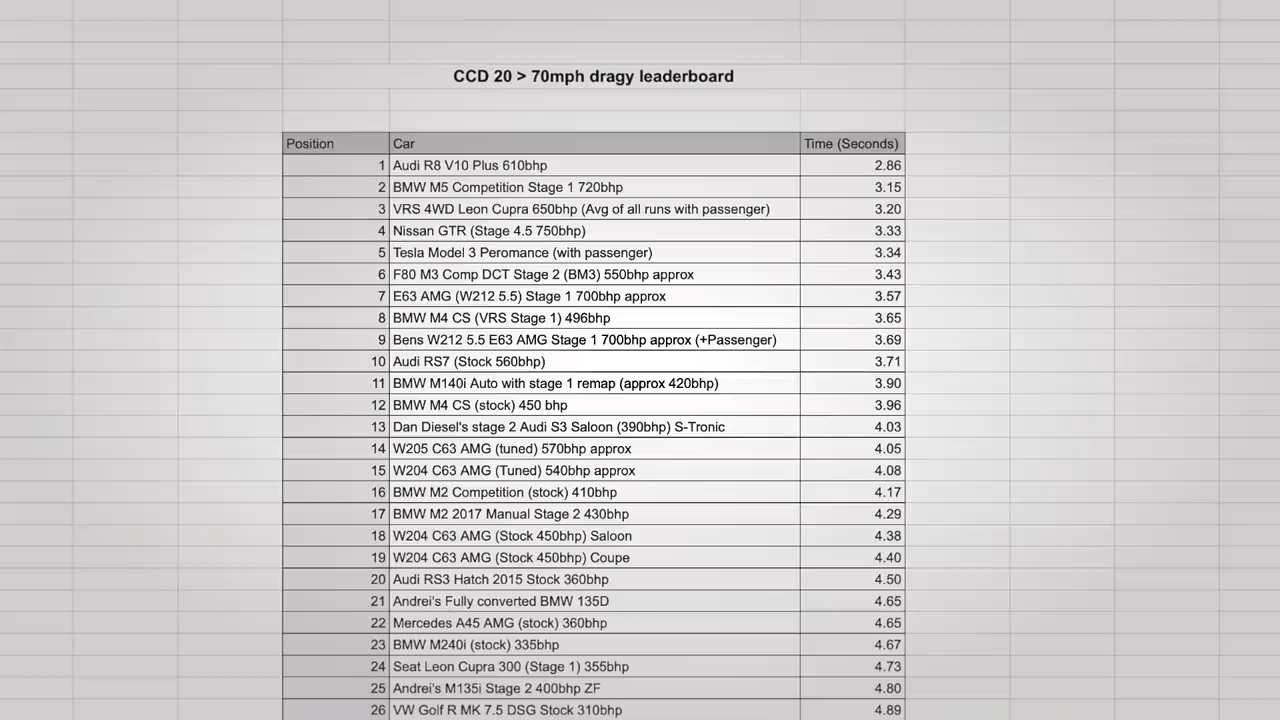 CCD 20 > 70mph dragy leaderboard
Position Car Time (Seconds)
1 Audi R8 V10 Plus 610bhp 2.86
2 BMW M5 Competition Stage 1 720bhp 3.15
3 VRS 4WD Leon Cupra 650bhp (Avg of all runs with passenger) 3.20
4 Nissan GTR (Stage 4.5 750bhp) 3.33
5 Tesla Model 3 Peromance (with passenger) 3.34
6 F80 M3 Comp DCT Stage 2 (BM3) 550bhp approx 3.43
7 E63 AMG (W212 5.5) Stage 1 700bhp approx 3.57
8 BMW M4 CS (VRS Stage 1) 496bhp 3.65
9 Bens W212 5.5 E63 AMG Stage 1 700bhp approx (+Passenger) 3.69
10 Audi RS7 (Stock 560bhp) 3.71
11 BMW M140i Auto with stage 1 remap (approx 420bhp) 3.90
12 BMW M4 CS (stock) 450 bhp 3.96
13 Dan Diesel's stage 2 Audi S3 Saloon (390bhp) S-Tronic 4.03
14 W205 C63 AMG (tuned) 570bhp approx 4.05
15 W204 C63 AMG (Tuned) 540bhp approx 4.08
16 BMW M2 Competition (stock) 410bhp 4.17
17 BMW M2 2017 Manual Stage 2 430bhp 4.29
18 W204 C63 AMG (Stock 450bhp) Saloon 4.38
19 W204 C63 AMG (Stock 450bhp) Coupe 4.40
20 Audi RS3 Hatch 2015 Stock 360bhp 4.50
21 Andrei's Fully converted BMW 135D 4.65
22 Mercedes A45 AMG (stock) 360bhp 4.65
23 BMW M240i (stock) 335bhp 4.67
24 Seat Leon Cupra 300 (Stage 1) 355bhp 4.73
25 Andrei's M135i Stage 2 400bhp ZF 4.80
26 VW Golf R MK 7.5 DSG Stock 310bhp 4.89